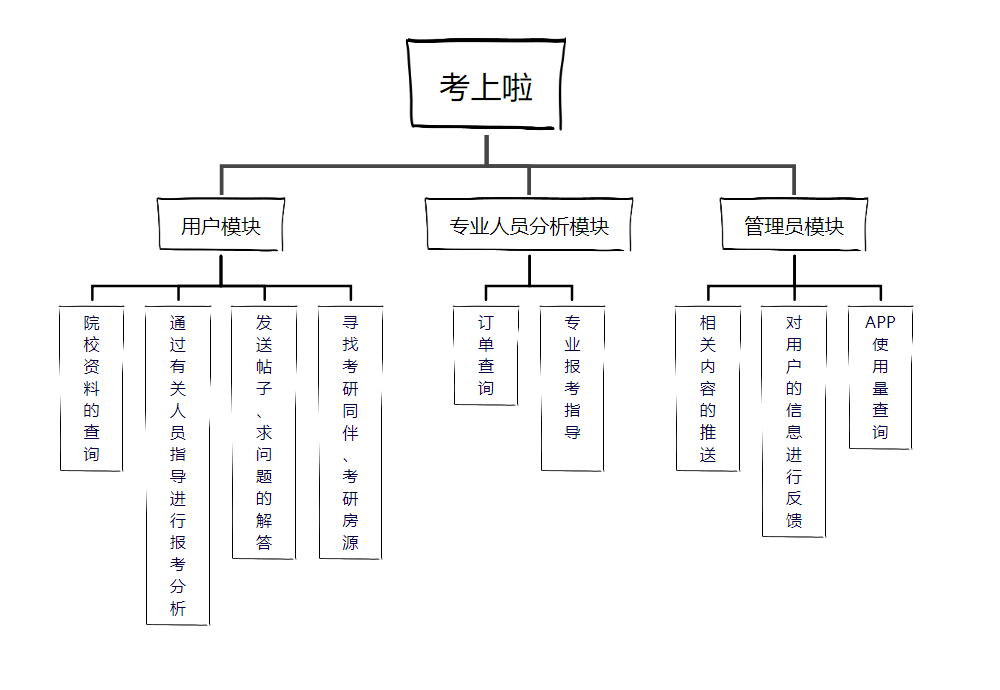 考上啦
用户模块
专业人员分析模块
管理员模块
院校资料的查询
通过有关人员指导进行报考分析
发送帖子、求问题的解答
寻找考研同伴、考研房源
订单查询
专业报考指导
相关内容的推送
对用户的信息进行反馈
APP使用量查询